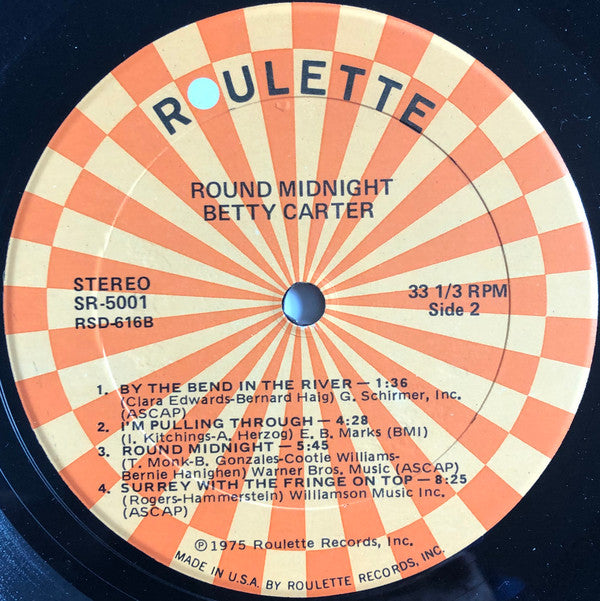 ROULETTE
ROUND MIDNIGHT
BETTY CARTER
STEREO
SR-5001
RSD-616B
33 1/3 RPM
Side 2
1. BY THE BEND IN THE RIVER — 1:36
(Clara Edwards-Bernard Haig) G. Schirmer, Inc.
(ASCAP)
2. I'M PULLING THROUGH — 4:28
(I. Kitchings-A. Herzog) E. B. Marks (BMI)
3. ROUND MIDNIGHT — 5:45
(T. Monk-B. Gonzales-Cootie Williams-
Bernie Hanighen) Warner Bros. Music (ASCAP)
4. SURREY WITH THE FRINGE ON TOP — 8:25
(Rogers-Hammerstein) Williamson Music Inc.
(ASCAP)
℗ 1975 Roulette Records, Inc.
MADE IN U.S.A. BY ROULETTE RECORDS, INC.